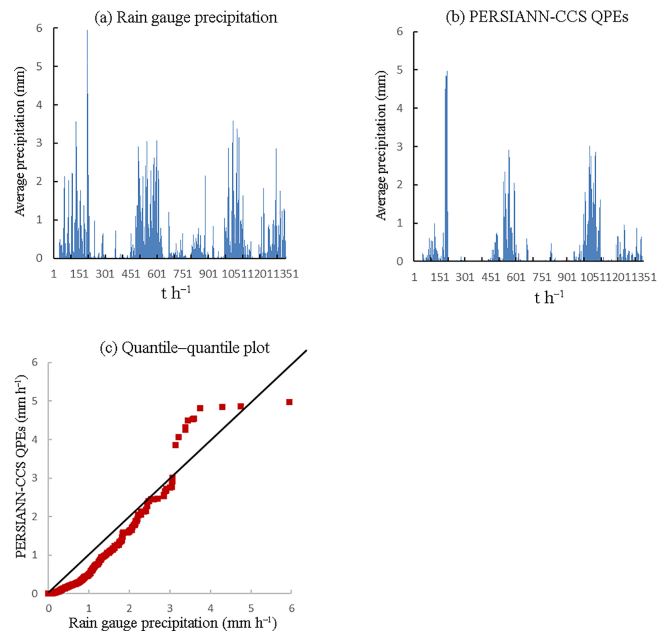 (a) Rain gauge precipitation
Average precipitation (mm)
6
5
4
3
2
1
0
1 151 301 451 601 751 901 1051 1201 1351
t h⁻¹
(b) PERSIANN-CCS QPEs
Average precipitation (mm)
6
5
4
3
2
1
0
1 151 301 451 601 751 901 1051 1201 1351
t h⁻¹
(c) Quantile–quantile plot
PERSIANN-CCS QPEs (mm h⁻¹)
6
5
4
3
2
1
0
0 1 2 3 4 5 6
Rain gauge precipitation (mm h⁻¹)